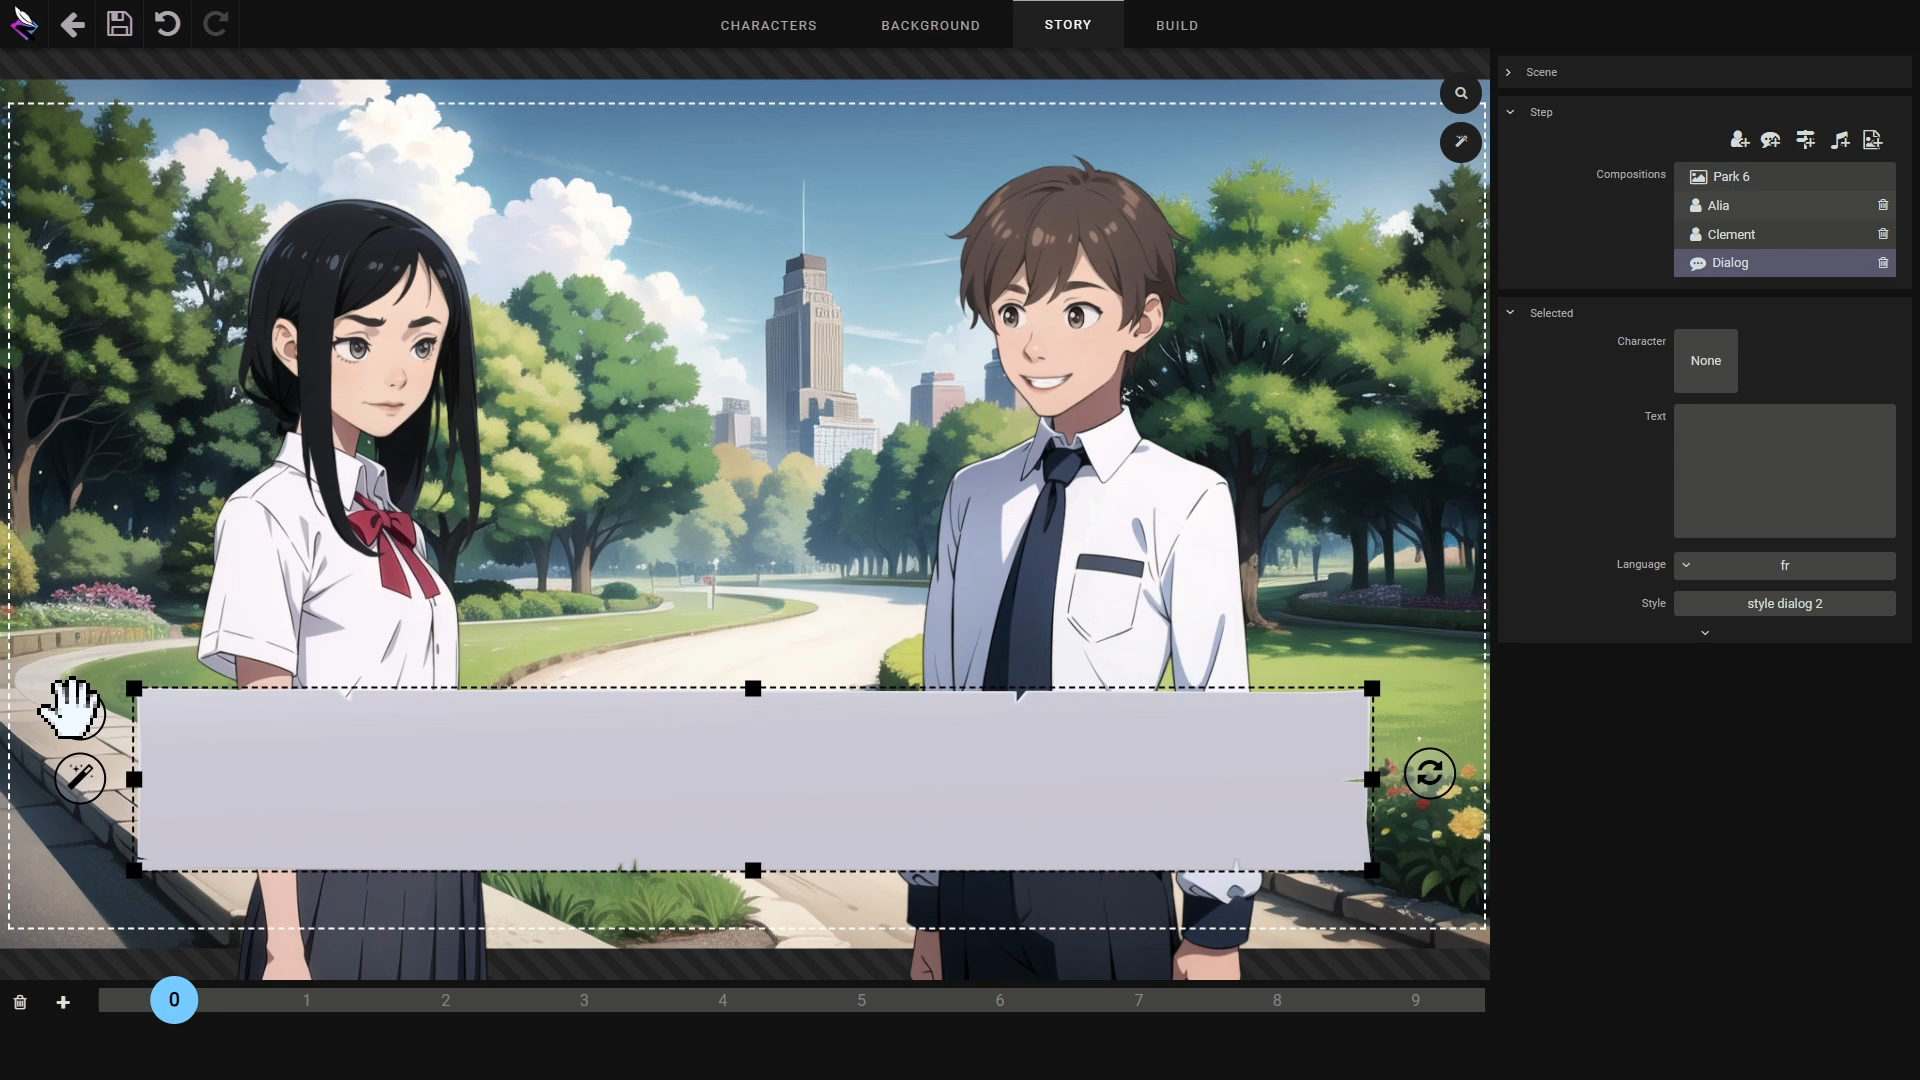 CHARACTERS
BACKGROUND
STORY
BUILD
Scene
Step
Compositions
Park 6
Alia
Clement
Dialog
Selected
Character
None
Text
Language
fr
Style
style dialog 2
0 1 2 3 4 5 6 7 8 9